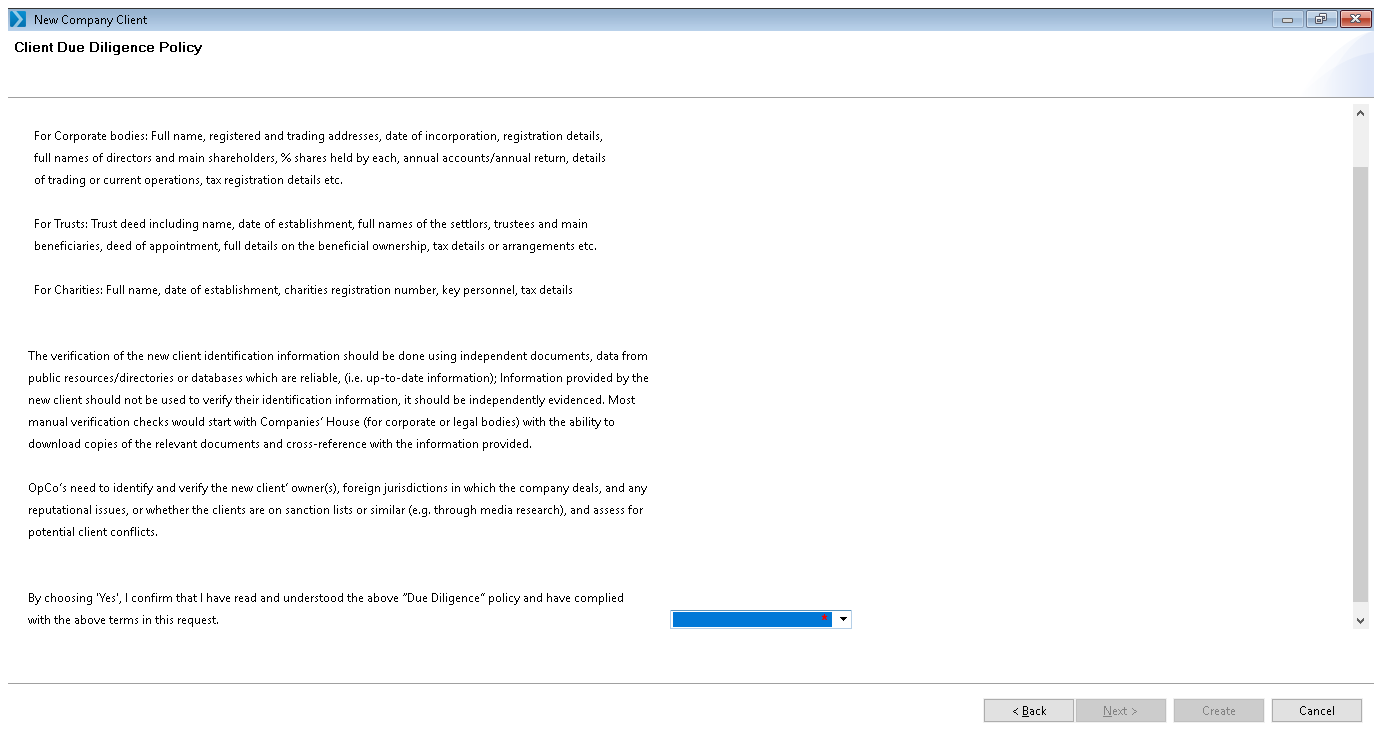 New Company Client
Client Due Diligence Policy
For Corporate bodies: Full name, registered and trading addresses, date of incorporation, registration details,
full names of directors and main shareholders, % shares held by each, annual accounts/annual return, details
of trading or current operations, tax registration details etc.
For Trusts: Trust deed including name, date of establishment, full names of the settlors, trustees and main
beneficiaries, deed of appointment, full details on the beneficial ownership, tax details or arrangements etc.
For Charities: Full name, date of establishment, charities registration number, key personnel, tax details
The verification of the new client identification information should be done using independent documents, data from
public resources/directories or databases which are reliable, (i.e. up-to-date information); Information provided by the
new client should not be used to verify their identification information, it should be independently evidenced. Most
manual verification checks would start with Companies’ House (for corporate or legal bodies) with the ability to
download copies of the relevant documents and cross-reference with the information provided.
OpCo’s need to identify and verify the new client’ owner(s), foreign jurisdictions in which the company deals, and any
reputational issues, or whether the clients are on sanction lists or similar (e.g. through media research), and assess for
potential client conflicts.
By choosing 'Yes', I confirm that I have read and understood the above “Due Diligence” policy and have complied
with the above terms in this request.
*
< Back Next > Create Cancel